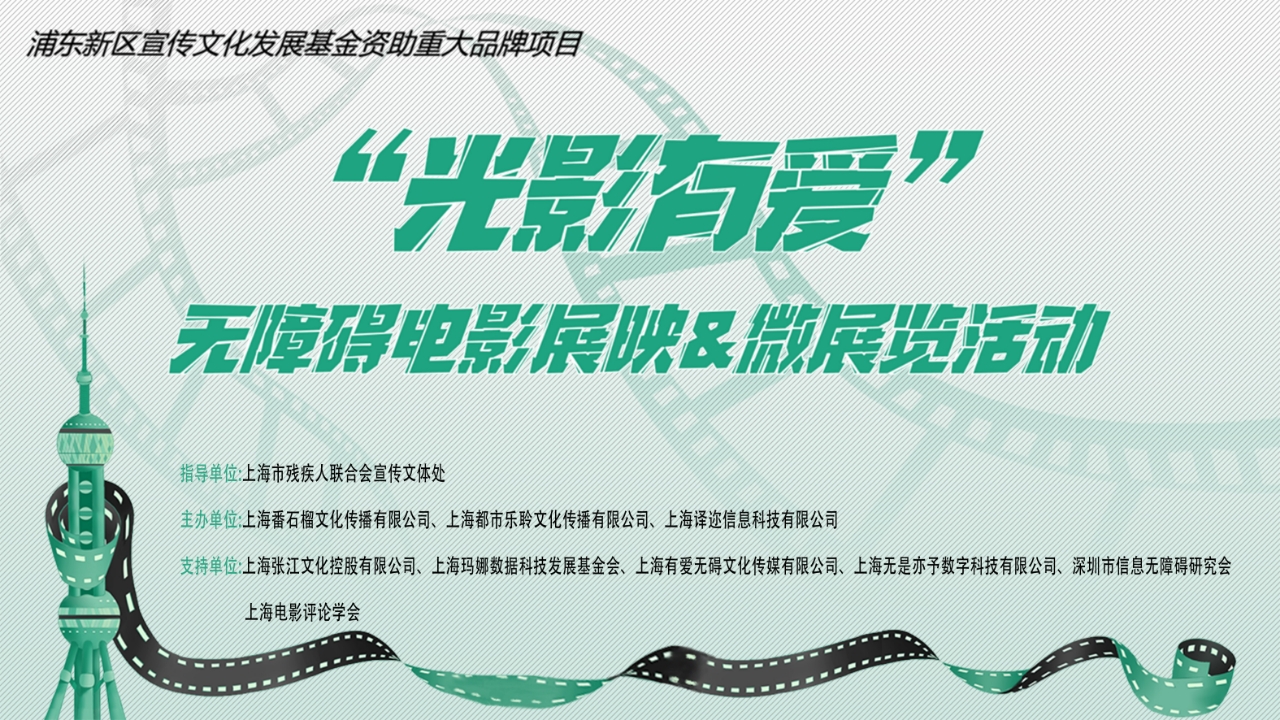 浦东新区宣传文化发展基金资助重大品牌项目
“光影有爱”
无障碍电影展映&微展览活动
指导单位:上海市残疾人联合会宣传文体处
主办单位:上海番石榴文化传播有限公司、上海都市乐聆文化传播有限公司、上海译迩信息科技有限公司
支持单位:上海张江文化控股有限公司、上海玛娜数据科技发展基金会、上海有爱无碍文化传媒有限公司、上海无是亦予数字科技有限公司、深圳市信息无障碍研究会
上海电影评论学会